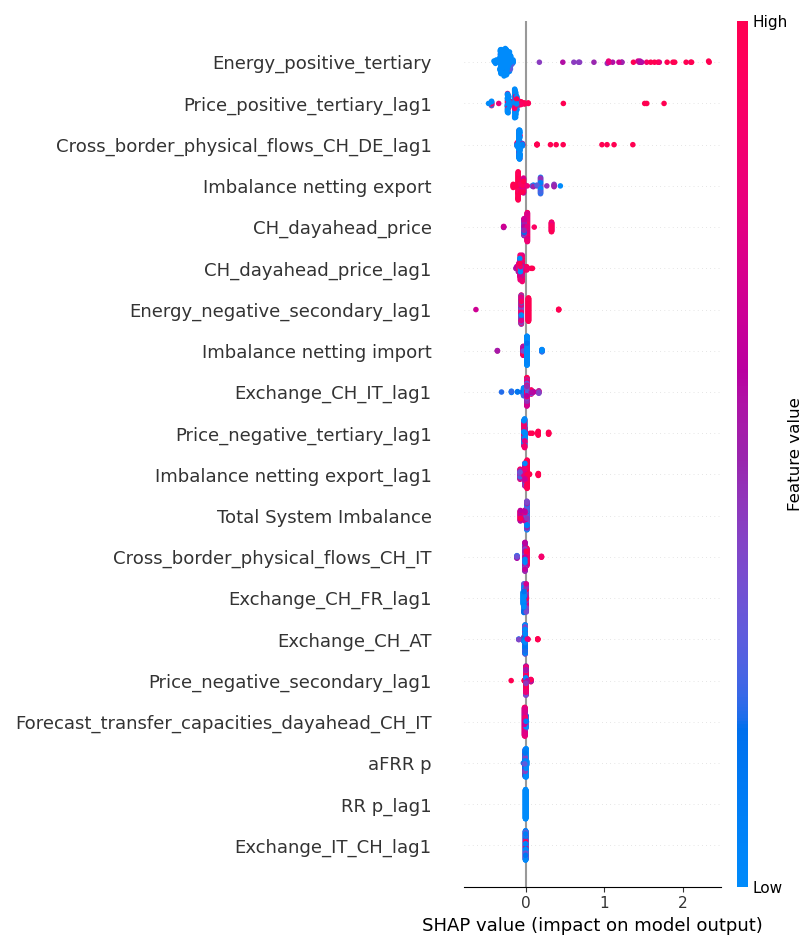 High
Energy_positive_tertiary
Price_positive_tertiary_lag1
Cross_border_physical_flows_CH_DE_lag1
Imbalance netting export
CH_dayahead_price
CH_dayahead_price_lag1
Energy_negative_secondary_lag1
Imbalance netting import
Exchange_CH_IT_lag1
Price_negative_tertiary_lag1
Imbalance netting export_lag1
Total System Imbalance
Cross_border_physical_flows_CH_IT
Exchange_CH_FR_lag1
Exchange_CH_AT
Price_negative_secondary_lag1
Forecast_transfer_capacities_dayahead_CH_IT
aFRR p
RR p_lag1
Exchange_IT_CH_lag1
Feature value
Low
0 1 2
SHAP value (impact on model output)